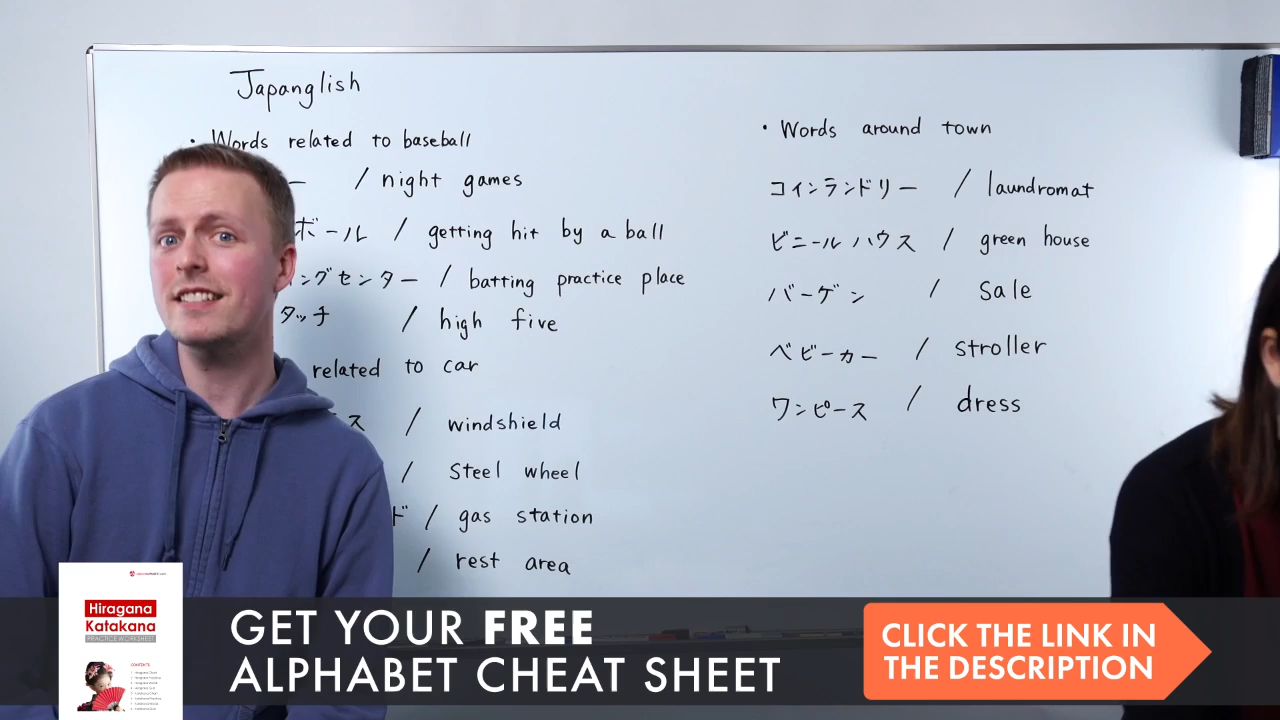 Japanglish
• Words related to baseball
ー / night games
ボール / getting hit by a ball
ングセンター / batting practice place
タッチ / high five
related to car
ス / windshield
/ Steel wheel
ド / gas station
/ rest area
• Words around town
コインランドリー / laundromat
ビニールハウス / green house
バーゲン / Sale
ベビーカー / stroller
ワンピース / dress
Hiragana
Katakana
PRACTICE WORKSHEET
CONTENTS
GET YOUR FREE
ALPHABET CHEAT SHEET
CLICK THE LINK IN
THE DESCRIPTION